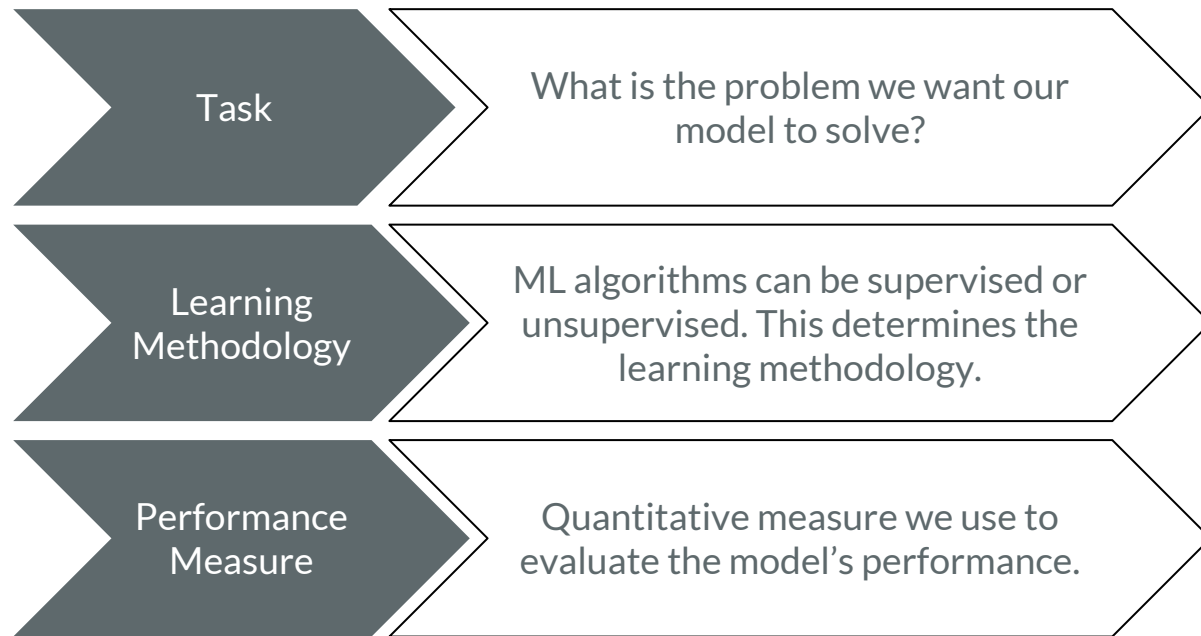 Task
What is the problem we want our
model to solve?
Learning
Methodology
ML algorithms can be supervised or
unsupervised. This determines the
learning methodology.
Performance
Measure
Quantitative measure we use to
evaluate the model’s performance.